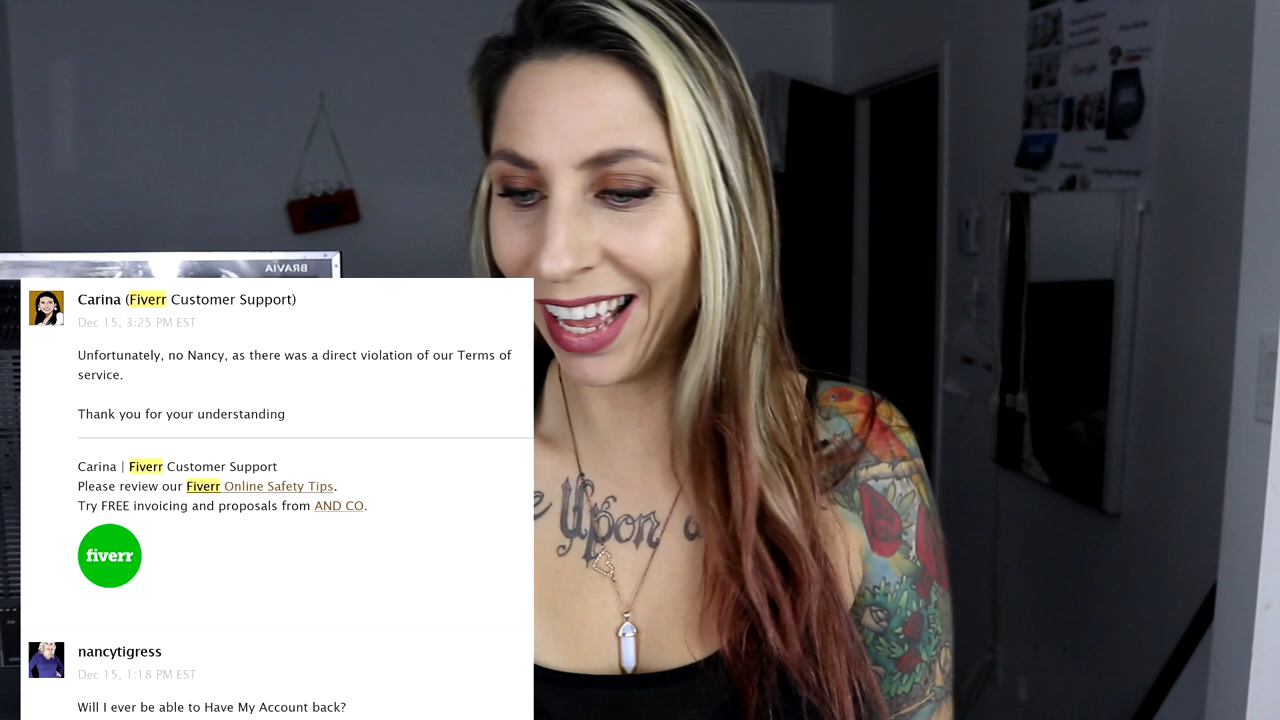 BRAVIA
Google
Carina (Fiverr Customer Support)
Dec 15, 3:25 PM EST
Unfortunately, no Nancy, as there was a direct violation of our Terms of
service.
Thank you for your understanding
Carina | Fiverr Customer Support
Please review our Fiverr Online Safety Tips.
Try FREE invoicing and proposals from AND CO.
fiverr
nancytigress
Dec 15, 1:18 PM EST
Will I ever be able to Have My Account back?
Upon a